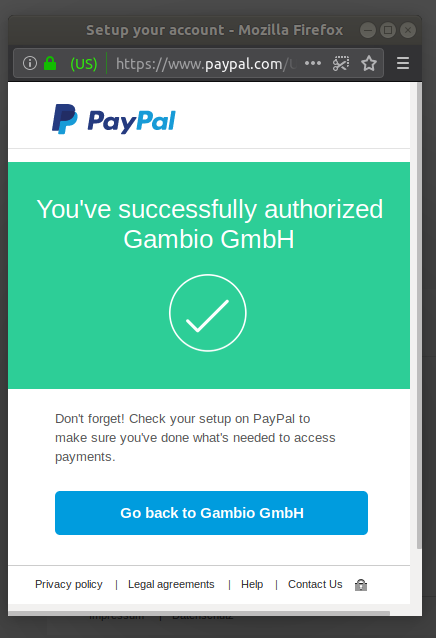 Setup your account - Mozilla Firefox
(US) https://www.paypal.com/
PayPal
You've successfully authorized
Gambio GmbH
Don't forget! Check your setup on PayPal to
make sure you've done what's needed to access
payments.
Go back to Gambio GmbH
Privacy policy | Legal agreements | Help | Contact Us
Impressum | Datenschutz